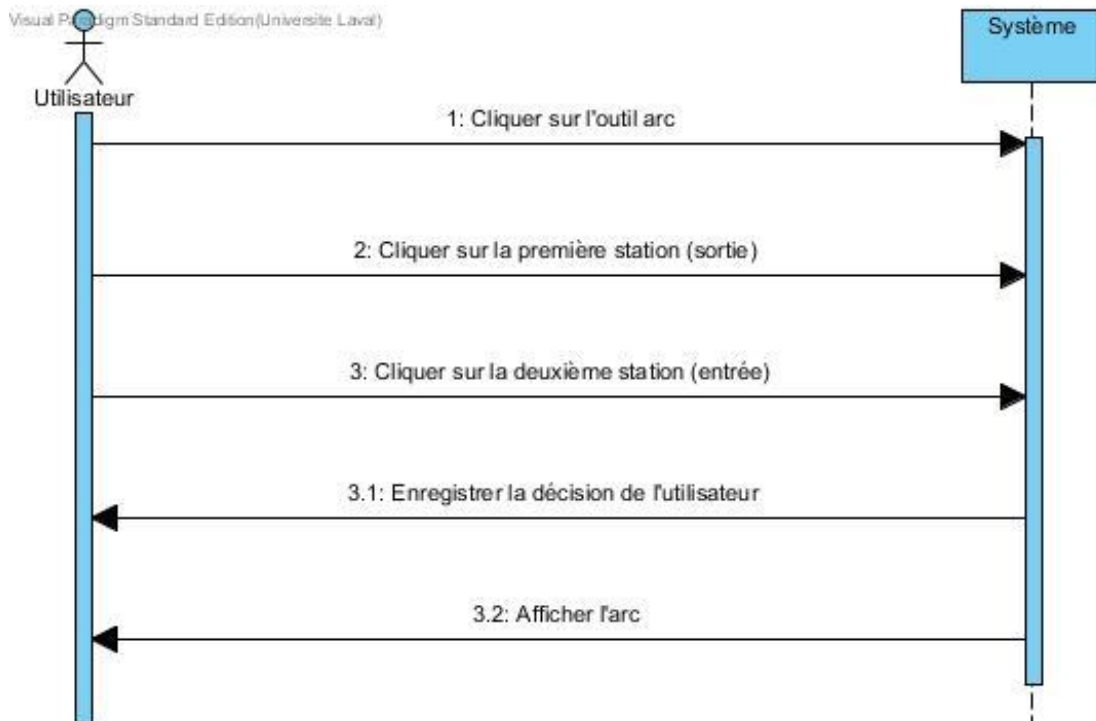 Visual Paradigm Standard Edition(Universite Laval)
Système
Utilisateur
1: Cliquer sur l'outil arc
2: Cliquer sur la première station (sortie)
3: Cliquer sur la deuxième station (entrée)
3.1: Enregistrer la décision de l'utilisateur
3.2: Afficher l'arc